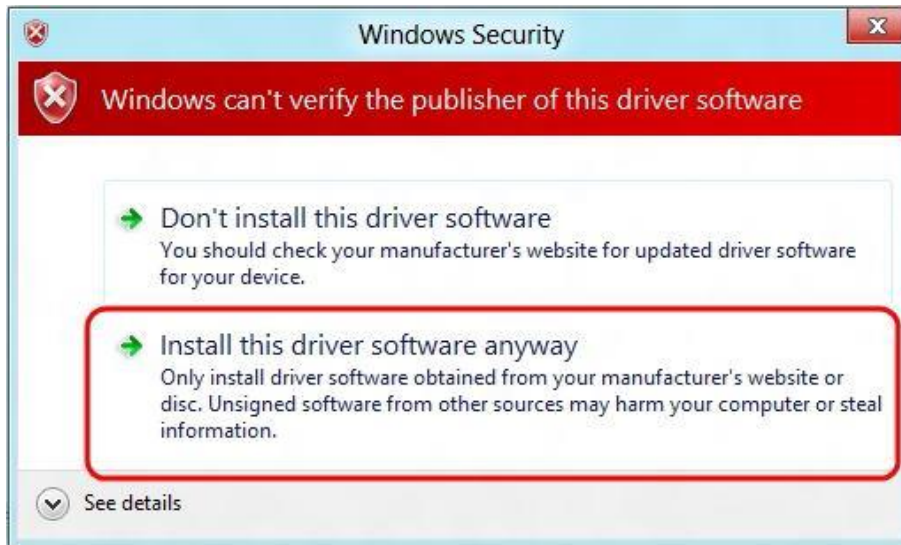 Windows Security
Windows can't verify the publisher of this driver software
Don't install this driver software
You should check your manufacturer's website for updated driver software
for your device.
Install this driver software anyway
Only install driver software obtained from your manufacturer's website or
disc. Unsigned software from other sources may harm your computer or steal
information.
See details